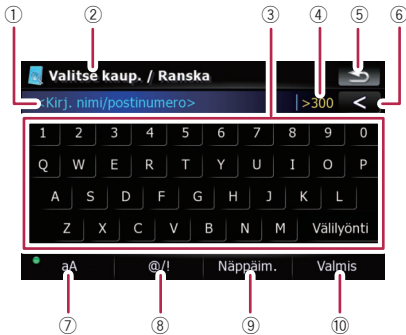 ① ② ③ ④ ⑤ ⑥
Valitse kaup. / Ranska
<Kirj. nimi/postinumero> >300 <
1 2 3 4 5 6 7 8 9 0
Q W E R T Y U I O P
A S D F G H J K L
Z X C V B N M Välilyönti
aA @/! Näppäim. Valmis
⑦ ⑧ ⑨ ⑩